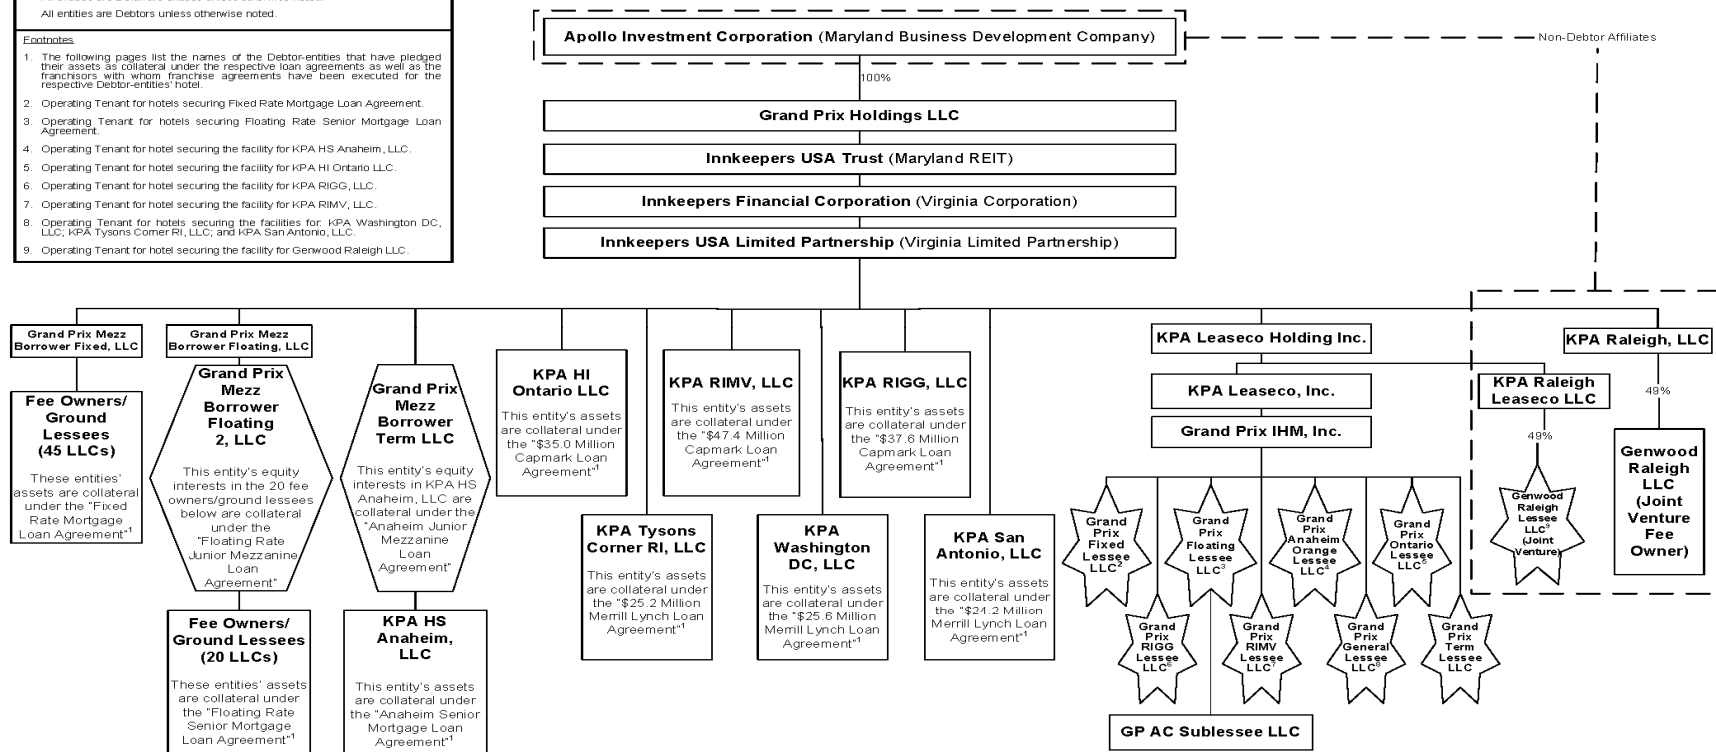 All entities are Debtors unless otherwise noted.
Footnotes
1. The following pages list the names of the Debtor-entities that have pledged
their assets as collateral under the respective loan agreements as well as the
franchisors with whom franchise agreements have been executed for the
respective Debtor-entities' hotel.
2. Operating Tenant for hotels securing Fixed Rate Mortgage Loan Agreement.
3. Operating Tenant for hotels securing Floating Rate Senior Mortgage Loan
Agreement.
4. Operating Tenant for hotel securing the facility for KPA HS Anaheim, LLC.
5. Operating Tenant for hotel securing the facility for KPA HI Ontario LLC.
6. Operating Tenant for hotel securing the facility for KPA RIGG, LLC.
7. Operating Tenant for hotel securing the facility for KPA RIMV, LLC.
8. Operating Tenant for hotels securing the facilities for: KPA Washington DC,
LLC; KPA Tysons Corner RI, LLC; and KPA San Antonio, LLC.
9. Operating Tenant for hotel securing the facility for Genwood Raleigh LLC.
Apollo Investment Corporation (Maryland Business Development Company)
Non-Debtor Affiliates
100%
Grand Prix Holdings LLC
Innkeepers USA Trust (Maryland REIT)
Innkeepers Financial Corporation (Virginia Corporation)
Innkeepers USA Limited Partnership (Virginia Limited Partnership)
Grand Prix Mezz
Borrower Fixed, LLC
Fee Owners/
Ground
Lessees
(45 LLCs)
These entities'
assets are collateral
under the "Fixed
Rate Mortgage
Loan Agreement"¹
Grand Prix Mezz
Borrower Floating, LLC
Grand Prix
Mezz
Borrower
Floating
2, LLC
This entity's equity
interests in the 20 fee
owners/ground lessees
below are collateral
under the
"Floating Rate
Junior Mezzanine
Loan
Agreement"
Fee Owners/
Ground Lessees
(20 LLCs)
These entities' assets
are collateral under
the "Floating Rate
Senior Mortgage
Loan Agreement"¹
Grand Prix
Mezz
Borrower
Term LLC
This entity's equity
interests in KPA HS
Anaheim, LLC are
collateral under the
"Anaheim Junior
Mezzanine
Loan
Agreement"
KPA HS
Anaheim,
LLC
This entity's assets
are collateral under
the "Anaheim Senior
Mortgage Loan
Agreement"¹
KPA HI
Ontario LLC
This entity's assets
are collateral under
the "$35.0 Million
Capmark Loan
Agreement"¹
KPA Tysons
Corner RI, LLC
This entity's assets
are collateral under
the "$25.2 Million
Merrill Lynch Loan
Agreement"¹
KPA RIMV, LLC
This entity's assets
are collateral under
the "$47.4 Million
Capmark Loan
Agreement"¹
KPA
Washington
DC, LLC
This entity's assets
are collateral under
the "$25.6 Million
Merrill Lynch Loan
Agreement"¹
KPA RIGG, LLC
This entity's assets
are collateral under
the "$37.6 Million
Capmark Loan
Agreement"¹
KPA San
Antonio, LLC
This entity's assets
are collateral under
the "$24.2 Million
Merrill Lynch Loan
Agreement"¹
KPA Leaseco Holding Inc.
KPA Leaseco, Inc.
Grand Prix IHM, Inc.
Grand
Prix
Fixed
Lessee
LLC²
Grand
Prix
Floating
Lessee
LLC³
Grand
Prix
Anaheim
Orange
Lessee
LLC⁴
Grand
Prix
Ontario
Lessee
LLC⁵
Grand
Prix
RIGG
Lessee
LLC⁶
Grand
Prix
RIMV
Lessee
LLC⁷
Grand
Prix
General
Lessee
LLC⁸
Grand
Prix
Term
Lessee
LLC
GP AC Sublessee LLC
KPA Raleigh
Leaseco LLC
49%
Genwood
Raleigh
Lessee
LLC⁹
(Joint
Venture)
KPA Raleigh, LLC
49%
Genwood
Raleigh
LLC
(Joint
Venture
Fee
Owner)